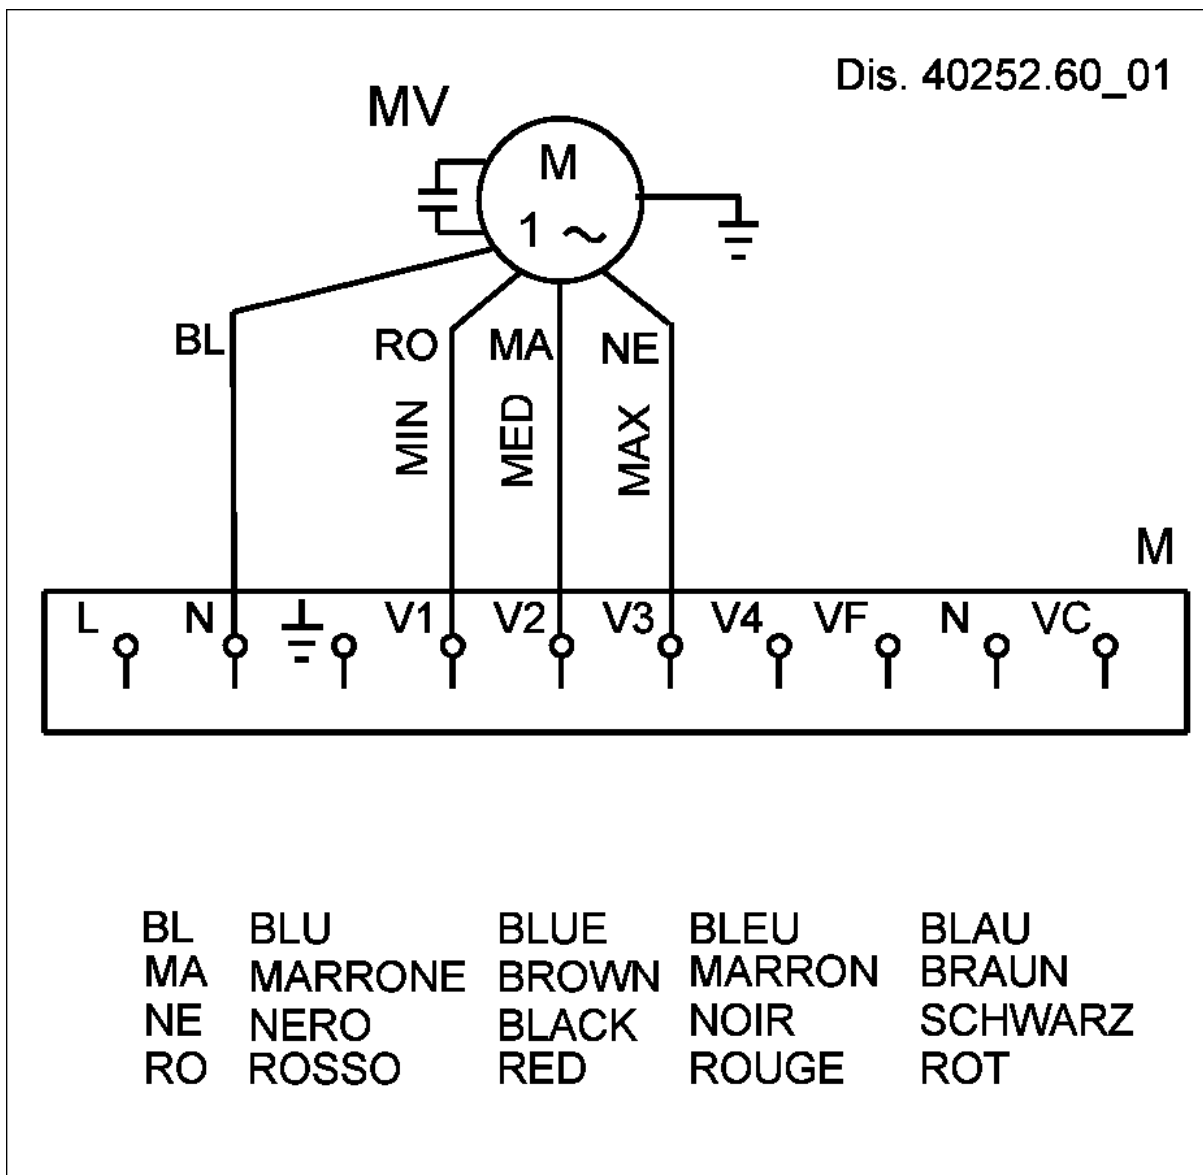 Dis. 40252.60_01
MV
M
1 ~
BL RO MA NE
MIN MED MAX
M
L N V1 V2 V3 V4 VF N VC
BL BLU BLUE BLEU BLAU
MA MARRONE BROWN MARRON BRAUN
NE NERO BLACK NOIR SCHWARZ
RO ROSSO RED ROUGE ROT